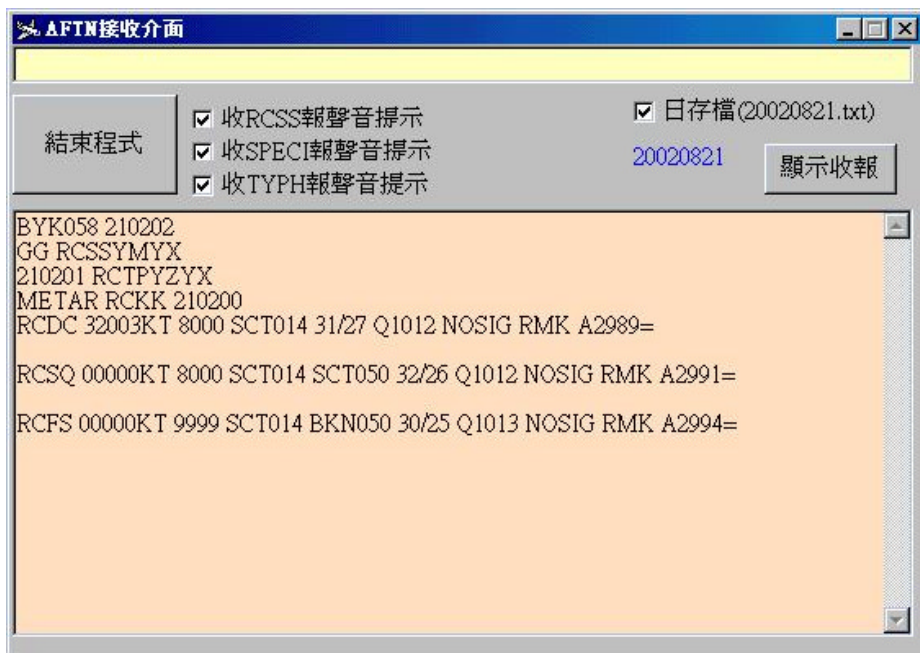 AFTN接收介面
結束程式
收RCSS報聲音提示
收SPECI報聲音提示
收TYPH報聲音提示
日存檔(20020821.txt)
20020821
顯示收報
BYK058 210202
GG RCSSYMYX
210201 RCTPYZYX
METAR RCKK 210200
RCDC 32003KT 8000 SCT014 31/27 Q1012 NOSIG RMK A2989=
RCSQ 00000KT 8000 SCT014 SCT050 32/26 Q1012 NOSIG RMK A2991=
RCFS 00000KT 9999 SCT014 BKN050 30/25 Q1013 NOSIG RMK A2994=